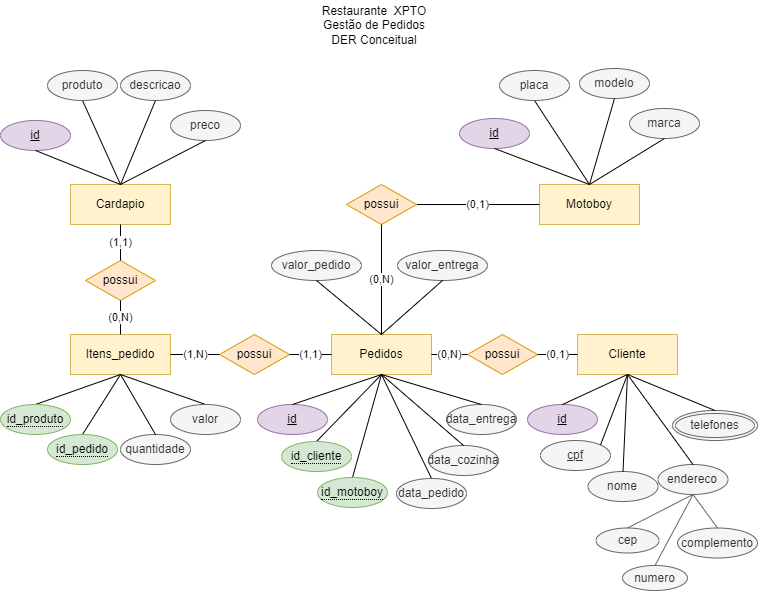 Restaurante XPTO
Gestão de Pedidos
DER Conceitual
produto
descricao
id
preco
placa
modelo
id
marca
Cardapio
possui
(0,1)
Motoboy
(1,1)
possui
valor_pedido
valor_entrega
(0,N)
(0,N)
Itens_pedido
(1,N)
possui
(1,1)
Pedidos
(0,N)
possui
(0,1)
Cliente
id_produto
valor
id
data_entrega
id
telefones
id_pedido
quantidade
id_cliente
data_cozinha
cpf
id_motoboy
data_pedido
nome
endereco
cep
complemento
numero